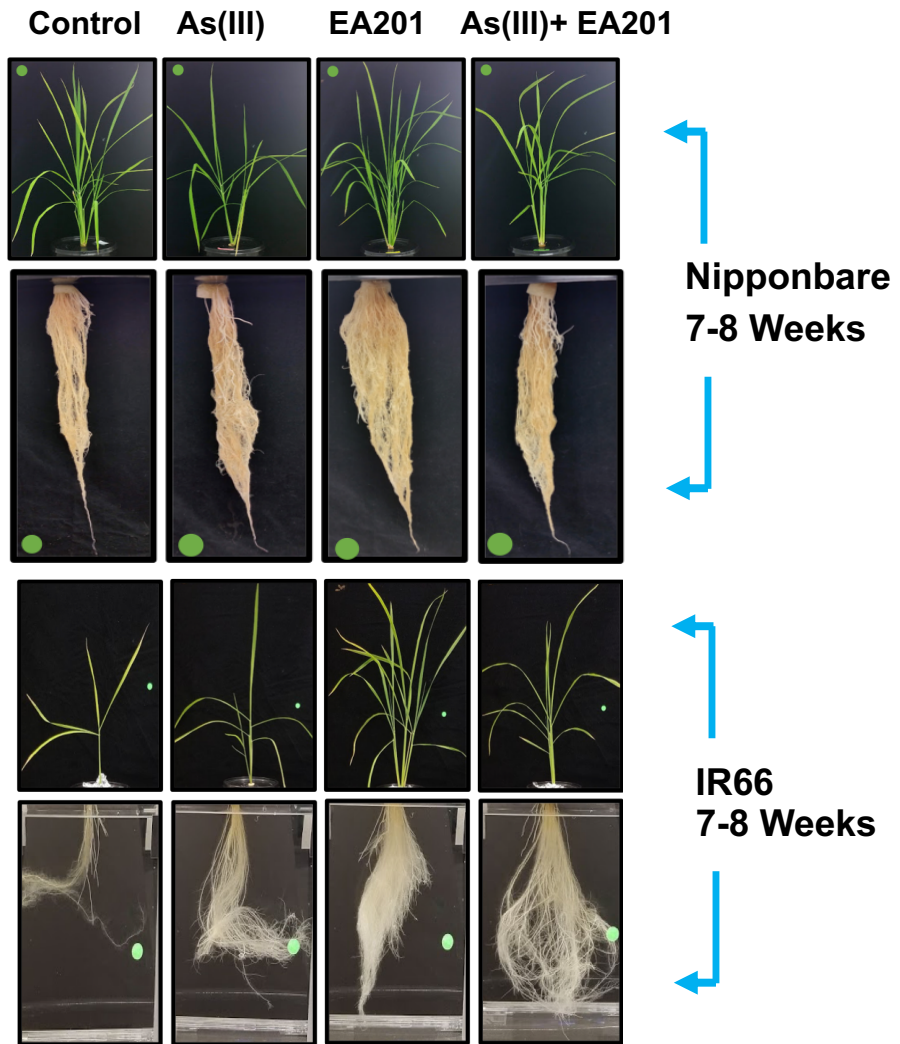 Control As(III) EA201 As(III)+ EA201
Nipponbare
7-8 Weeks
IR66
7-8 Weeks